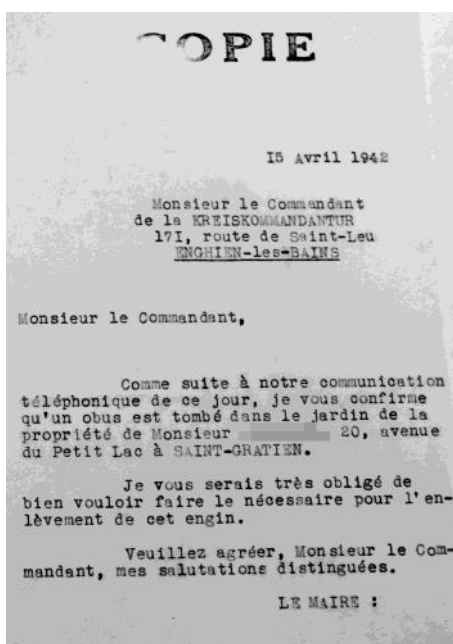 COPIE
15 Avril 1942
Monsieur le Commandant
de la KREISKOMMANDANTUR
171, route de Saint-Leu
ENGHIEN-les-BAINS
Monsieur le Commandant,
Comme suite à notre communication
téléphonique de ce jour, je vous confirme
qu'un obus est tombé dans le jardin de la
propriété de Monsieur 20, avenue
du Petit Lac à SAINT-GRATIEN.
Je vous serais très obligé de
bien vouloir faire le nécessaire pour l'en-
lèvement de cet engin.
Veuillez agréer, Monsieur le Com-
mandant, mes salutations distinguées.
LE MAIRE :